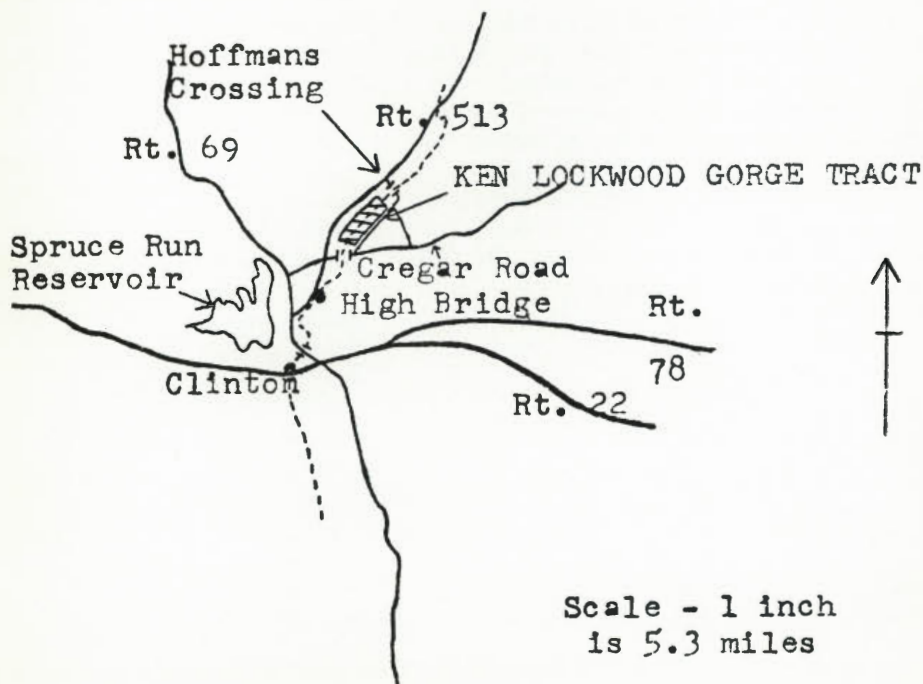 Hoffmans
Crossing
Rt. 513
Rt. 69
KEN LOCKWOOD GORGE TRACT
Spruce Run
Reservoir
Cregar Road
High Bridge
Rt.
78
Clinton
Rt. 22
Scale - 1 inch
is 5.3 miles